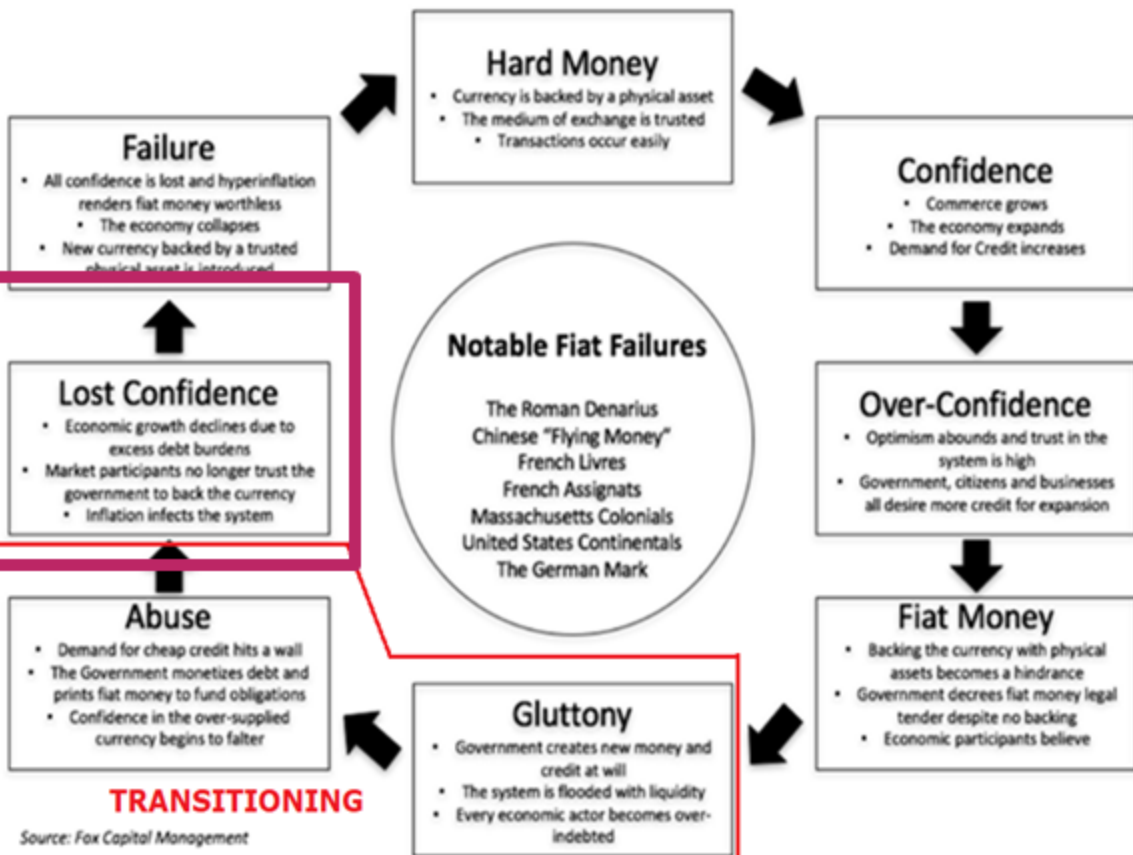 Hard Money
• Currency is backed by a physical asset
• The medium of exchange is trusted
• Transactions occur easily
Confidence
• Commerce grows
• The economy expands
• Demand for Credit increases
Over-Confidence
• Optimism abounds and trust in the
system is high
• Government, citizens and businesses
all desire more credit for expansion
Fiat Money
• Backing the currency with physical
assets becomes a hindrance
• Government decrees fiat money legal
tender despite no backing
• Economic participants believe
Gluttony
• Government creates new money and
credit at will
• The system is flooded with liquidity
• Every economic actor becomes over-
indebted
Abuse
• Demand for cheap credit hits a wall
• The Government monetizes debt and
prints fiat money to fund obligations
• Confidence in the over-supplied
currency begins to falter
Lost Confidence
• Economic growth declines due to
excess debt burdens
• Market participants no longer trust the
government to back the currency
• Inflation infects the system
Failure
• All confidence is lost and hyperinflation
renders fiat money worthless
• The economy collapses
• New currency backed by a trusted
physical asset is introduced
Notable Fiat Failures
The Roman Denarius
Chinese "Flying Money"
French Livres
French Assignats
Massachusetts Colonials
United States Continentals
The German Mark
TRANSITIONING
Source: Fox Capital Management